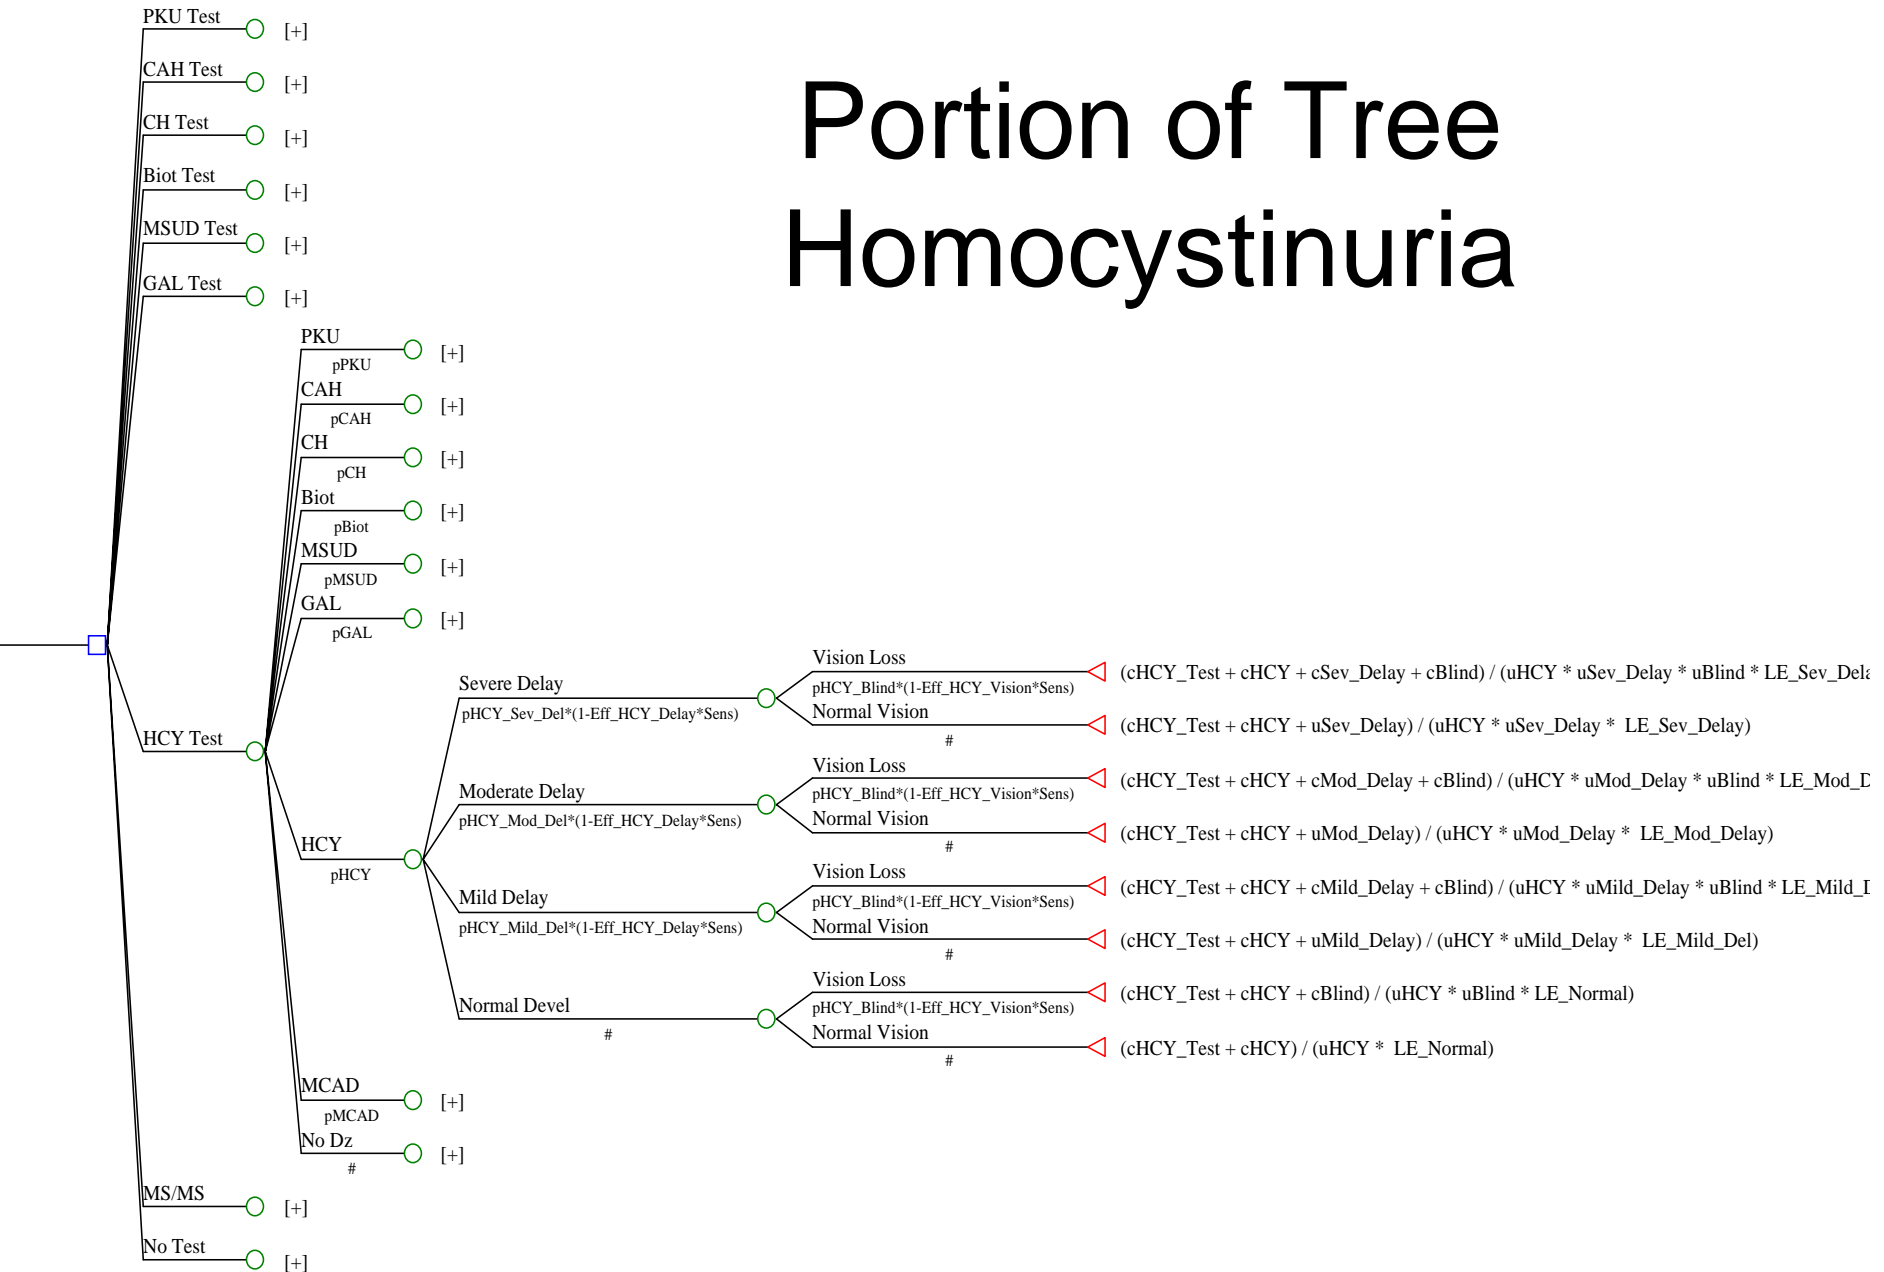 Portion of Tree
Homocystinuria
PKU Test
[+]
CAH Test
[+]
CH Test
[+]
Biot Test
[+]
MSUD Test
[+]
GAL Test
[+]
HCY Test
PKU
pPKU
[+]
CAH
pCAH
[+]
CH
pCH
[+]
Biot
pBiot
[+]
MSUD
pMSUD
[+]
GAL
pGAL
[+]
HCY
pHCY
Severe Delay
pHCY_Sev_Del*(1-Eff_HCY_Delay*Sens)
Vision Loss
pHCY_Blind*(1-Eff_HCY_Vision*Sens)
(cHCY_Test + cHCY + cSev_Delay + cBlind) / (uHCY * uSev_Delay * uBlind * LE_Sev_Dela
Normal Vision
#
(cHCY_Test + cHCY + uSev_Delay) / (uHCY * uSev_Delay * LE_Sev_Delay)
Moderate Delay
pHCY_Mod_Del*(1-Eff_HCY_Delay*Sens)
Vision Loss
pHCY_Blind*(1-Eff_HCY_Vision*Sens)
(cHCY_Test + cHCY + cMod_Delay + cBlind) / (uHCY * uMod_Delay * uBlind * LE_Mod_D
Normal Vision
#
(cHCY_Test + cHCY + uMod_Delay) / (uHCY * uMod_Delay * LE_Mod_Delay)
Mild Delay
pHCY_Mild_Del*(1-Eff_HCY_Delay*Sens)
Vision Loss
pHCY_Blind*(1-Eff_HCY_Vision*Sens)
(cHCY_Test + cHCY + cMild_Delay + cBlind) / (uHCY * uMild_Delay * uBlind * LE_Mild_
Normal Vision
#
(cHCY_Test + cHCY + uMild_Delay) / (uHCY * uMild_Delay * LE_Mild_Del)
Normal Devel
#
Vision Loss
pHCY_Blind*(1-Eff_HCY_Vision*Sens)
(cHCY_Test + cHCY + cBlind) / (uHCY * uBlind * LE_Normal)
Normal Vision
#
(cHCY_Test + cHCY) / (uHCY * LE_Normal)
MCAD
pMCAD
[+]
No Dz
#
[+]
MS/MS
[+]
No Test
[+]